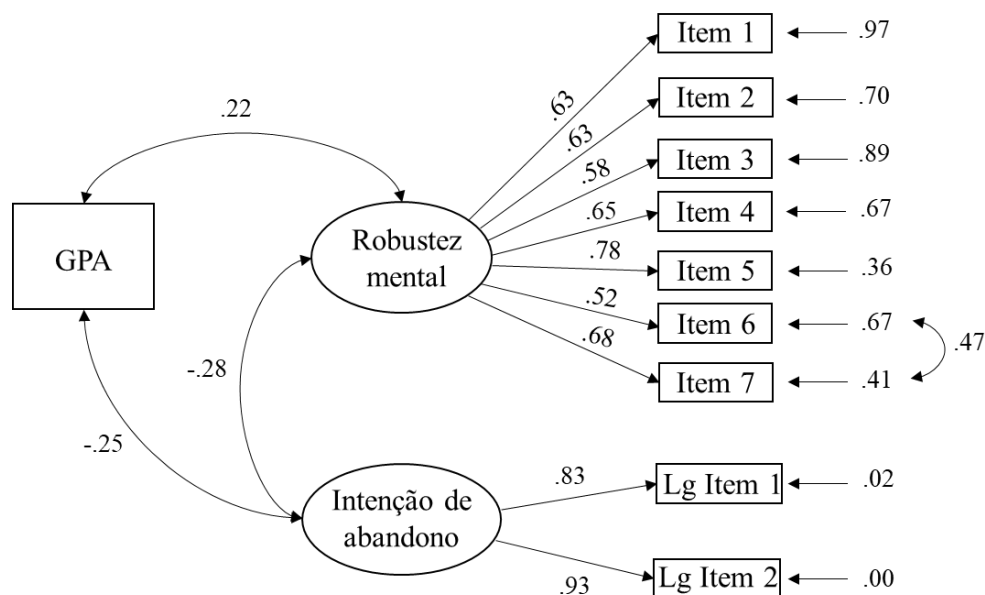 Item 1
.97
Item 2
.70
Item 3
.89
Item 4
.67
Item 5
.36
Item 6
.67
Item 7
.41
.47
.63
.63
.58
.65
.78
.52
.68
.22
GPA
Robustez
mental
-.28
-.25
Intenção de
abandono
.83
Lg Item 1
.02
.93
Lg Item 2
.00